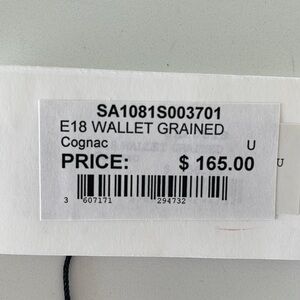 SA1081S003701
E18 WALLET GRAINED
Cognac U
PRICE: $ 165.00
3 607171 294732
U